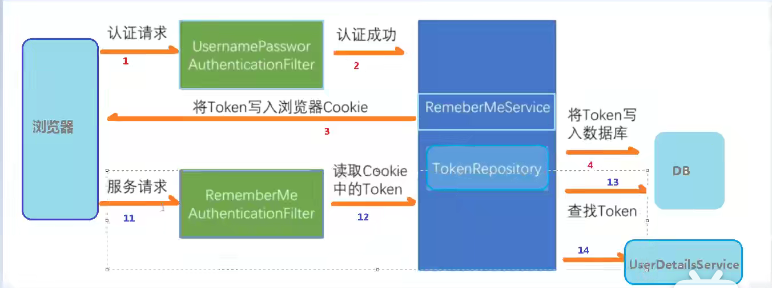 认证请求
1
UsernamePasswor
AuthenticationFilter
认证成功
2
将Token写入浏览器Cookie
3
RemeberMeService
浏览器
将Token写
入数据库
4
TokenRepository
DB
服务请求
11
RememberMe
AuthenticationFilter
读取Cookie
中的Token
12
13
查找Token
14
UserDetailsService